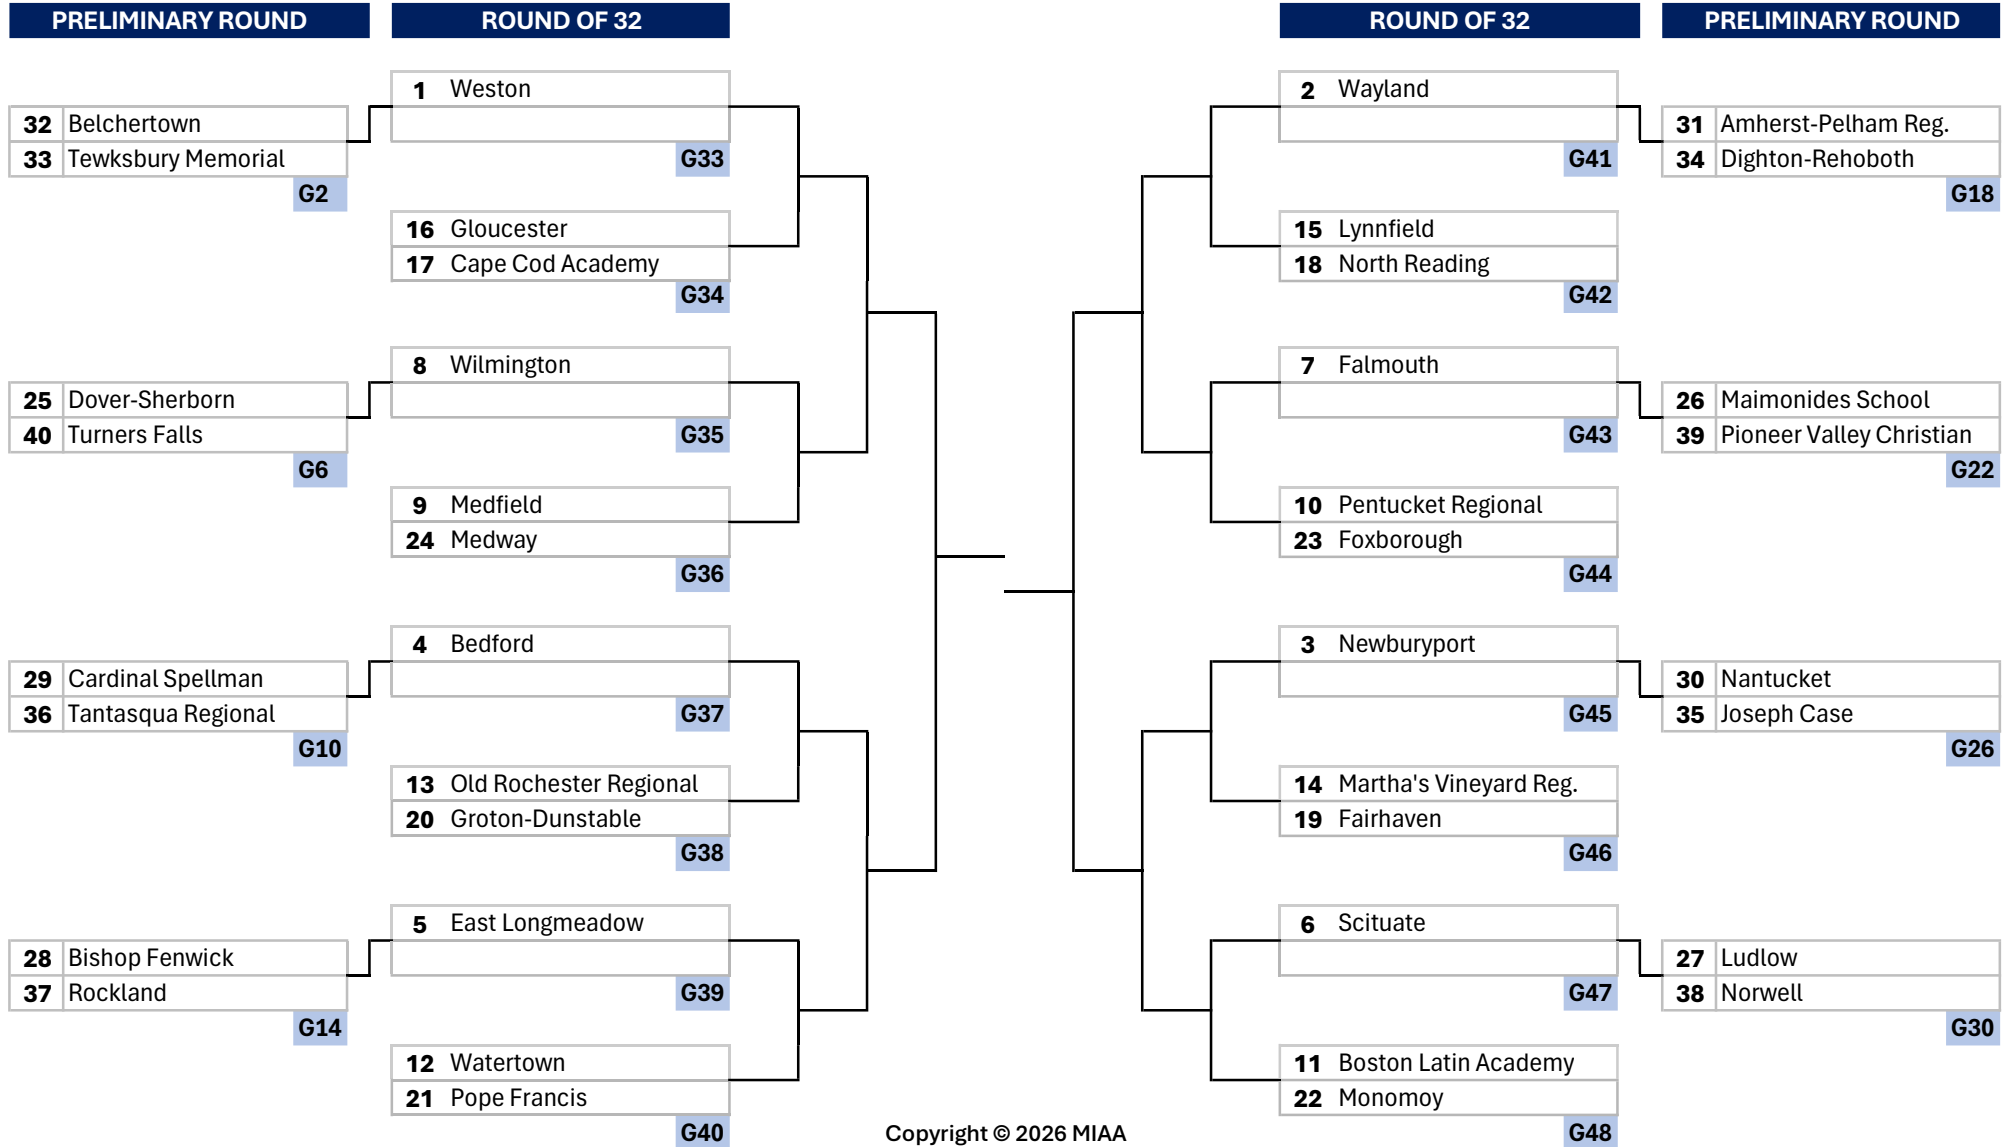 PRELIMINARY ROUND
ROUND OF 32
ROUND OF 32
PRELIMINARY ROUND
32 Belchertown
33 Tewksbury Memorial
G2
25 Dover-Sherborn
40 Turners Falls
G6
29 Cardinal Spellman
36 Tantasqua Regional
G10
28 Bishop Fenwick
37 Rockland
G14
1 Weston
G33
16 Gloucester
17 Cape Cod Academy
G34
8 Wilmington
G35
9 Medfield
24 Medway
G36
4 Bedford
G37
13 Old Rochester Regional
20 Groton-Dunstable
G38
5 East Longmeadow
G39
12 Watertown
21 Pope Francis
G40
2 Wayland
G41
15 Lynnfield
18 North Reading
G42
7 Falmouth
G43
10 Pentucket Regional
23 Foxborough
G44
3 Newburyport
G45
14 Martha's Vineyard Reg.
19 Fairhaven
G46
6 Scituate
G47
11 Boston Latin Academy
22 Monomoy
G48
31 Amherst-Pelham Reg.
34 Dighton-Rehoboth
G18
26 Maimonides School
39 Pioneer Valley Christian
G22
30 Nantucket
35 Joseph Case
G26
27 Ludlow
38 Norwell
G30
Copyright © 2026 MIAA